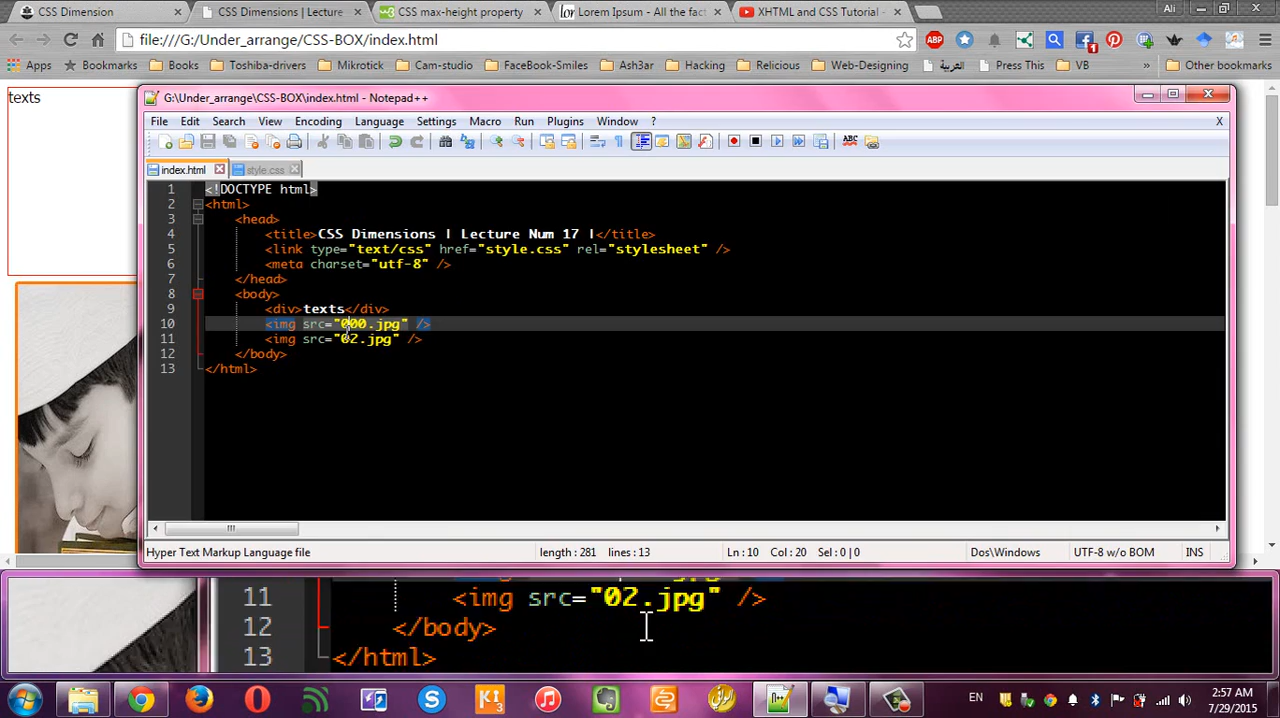 CSS Dimension
CSS Dimensions | Lecture
CSS max-height property
Lorem Ipsum - All the fact
XHTML and CSS Tutorial -
Ali
file:///G:/Under_arrange/CSS-BOX/index.html
Apps
Bookmarks
Books
Toshiba-drivers
Mikrotick
Cam-studio
FaceBook-Smiles
Ash3ar
Hacking
Relicious
Web-Designing
العربية
Press This
VB
»
Other bookmarks
texts
G:\Under_arrange\CSS-BOX\index.html - Notepad++
File Edit Search View Encoding Language Settings Macro Run Plugins Window ? X
index.html
style.css
1 <!DOCTYPE html>
2 <html>
3 <head>
4 <title>CSS Dimensions | Lecture Num 17 |</title>
5 <link type="text/css" href="style.css" rel="stylesheet" />
6 <meta charset="utf-8" />
7 </head>
8 <body>
9 <div>texts</div>
10 <img src="000.jpg" />
11 <img src="02.jpg" />
12 </body>
13 </html>
Hyper Text Markup Language file length : 281 lines : 13 Ln : 10 Col : 20 Sel : 0 | 0 Dos\Windows UTF-8 w/o BOM INS
11 <img src="02.jpg" />
12 </body>
13 </html>
EN
2:57 AM
7/29/2015